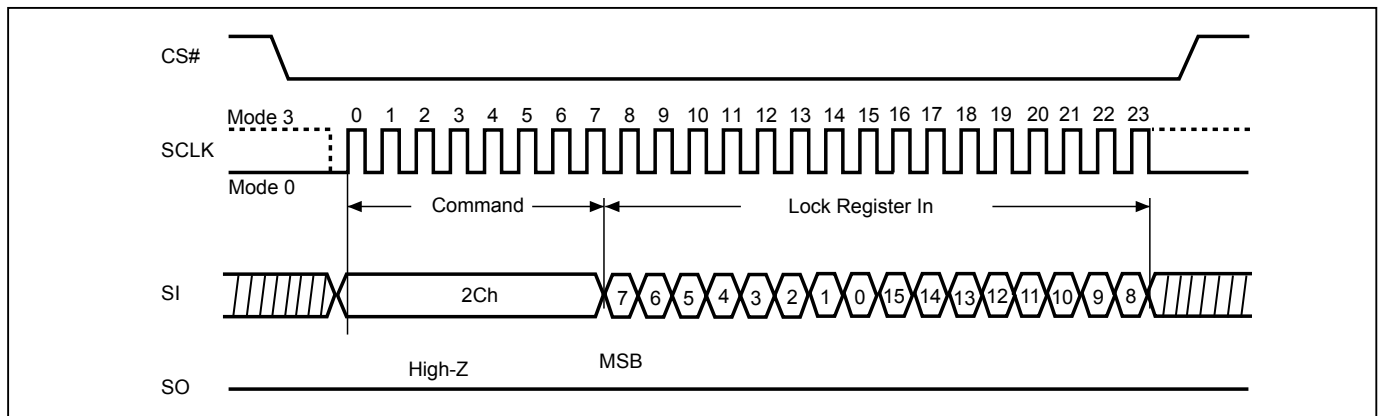 CS#
Mode 3
0 1 2 3 4 5 6 7 8 9 10 11 12 13 14 15 16 17 18 19 20 21 22 23
SCLK
Mode 0
Command
Lock Register In
SI
2Ch
7 6 5 4 3 2 1 0 15 14 13 12 11 10 9 8
High-Z
MSB
SO